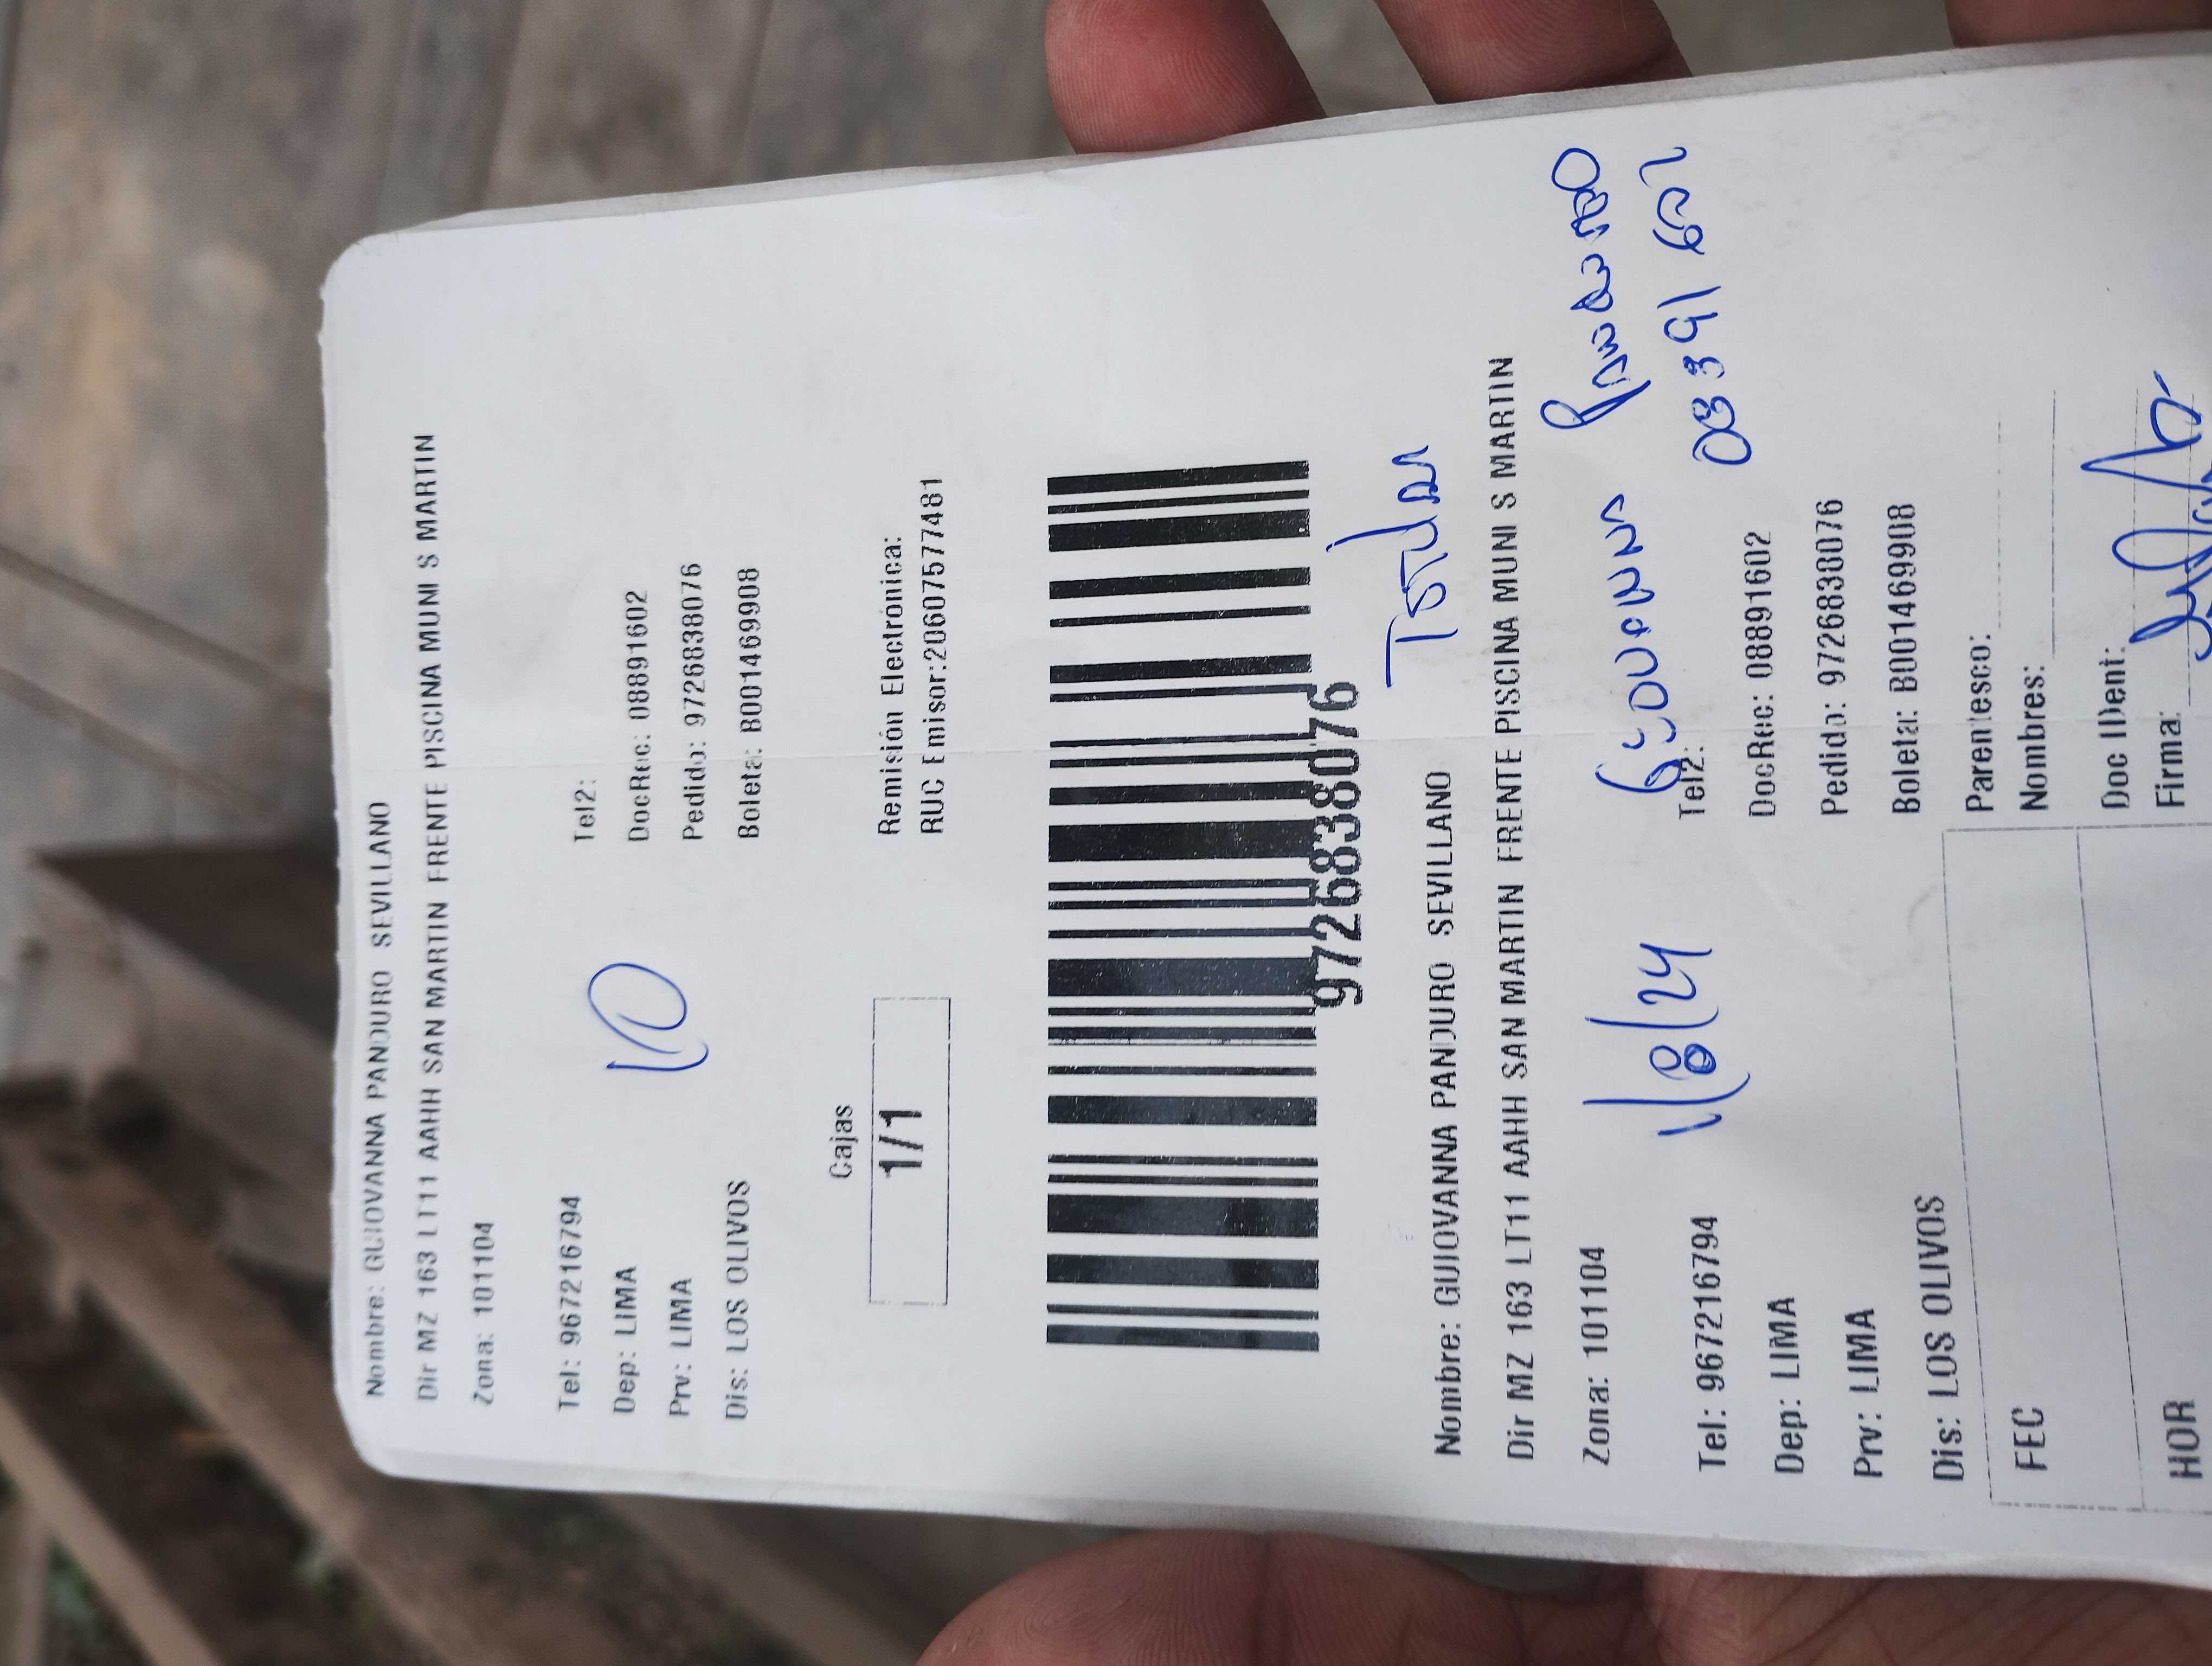 Nombre: GUIOVANNA PANDURO SEVILLANO
Dir MZ 163 LT11 AAHH SAN MARTIN FRENTE PISCINA MUNI S MARTIN
Zona: 101104
Tel: 967216794 Tel2:
Dep: LIMA DocRec: 08891602
Prv: LIMA Pedido: 9726838076
Dis: LOS OLIVOS Boleta: B001469908
10
Cajas
1/1
Remisión Electrónica:
RUC Emisor:20607577481
9726838076
Nombre: GUIOVANNA PANDURO SEVILLANO
Dir MZ 163 LT11 AAHH SAN MARTIN FRENTE PISCINA MUNI S MARTIN
Zona: 101104
Tel: 967216794 Tel2:
Dep: LIMA DocRec: 08891602
Prv: LIMA Pedido: 9726838076
Dis: LOS OLIVOS Boleta: B001469908
Parentesco:
FEC Nombres:
Doc IDent:
HOR Firma: